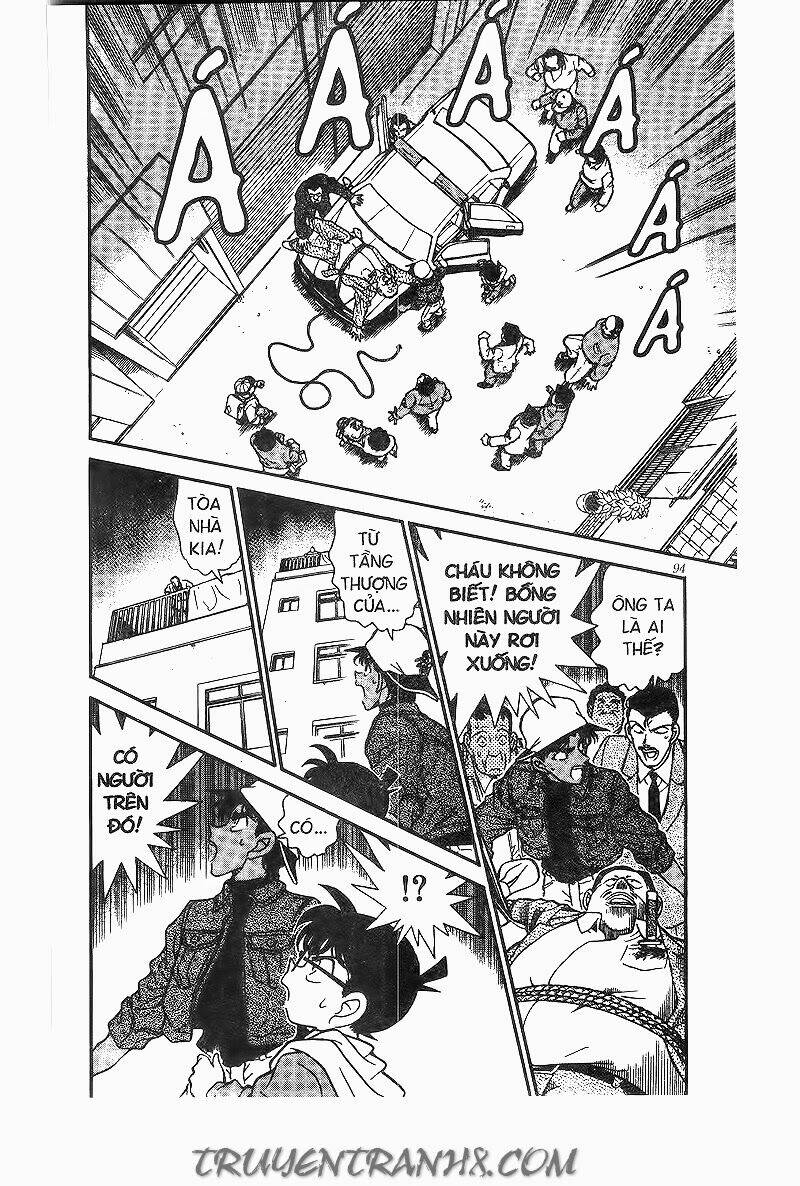 Á Á Á Á Á Á
94
ÔNG TA
LÀ AI
THẾ?
CHÁU KHÔNG
BIẾT! BỖNG
NHIÊN NGƯỜI
NÀY RƠI
XUỐNG!
TỪ
TẦNG
THƯỢNG
CỦA...
TÒA
NHÀ
KIA!
!?
CÓ...
CÓ
NGƯỜI
TRÊN
ĐÓ!
TRUYENTRANH8.COM